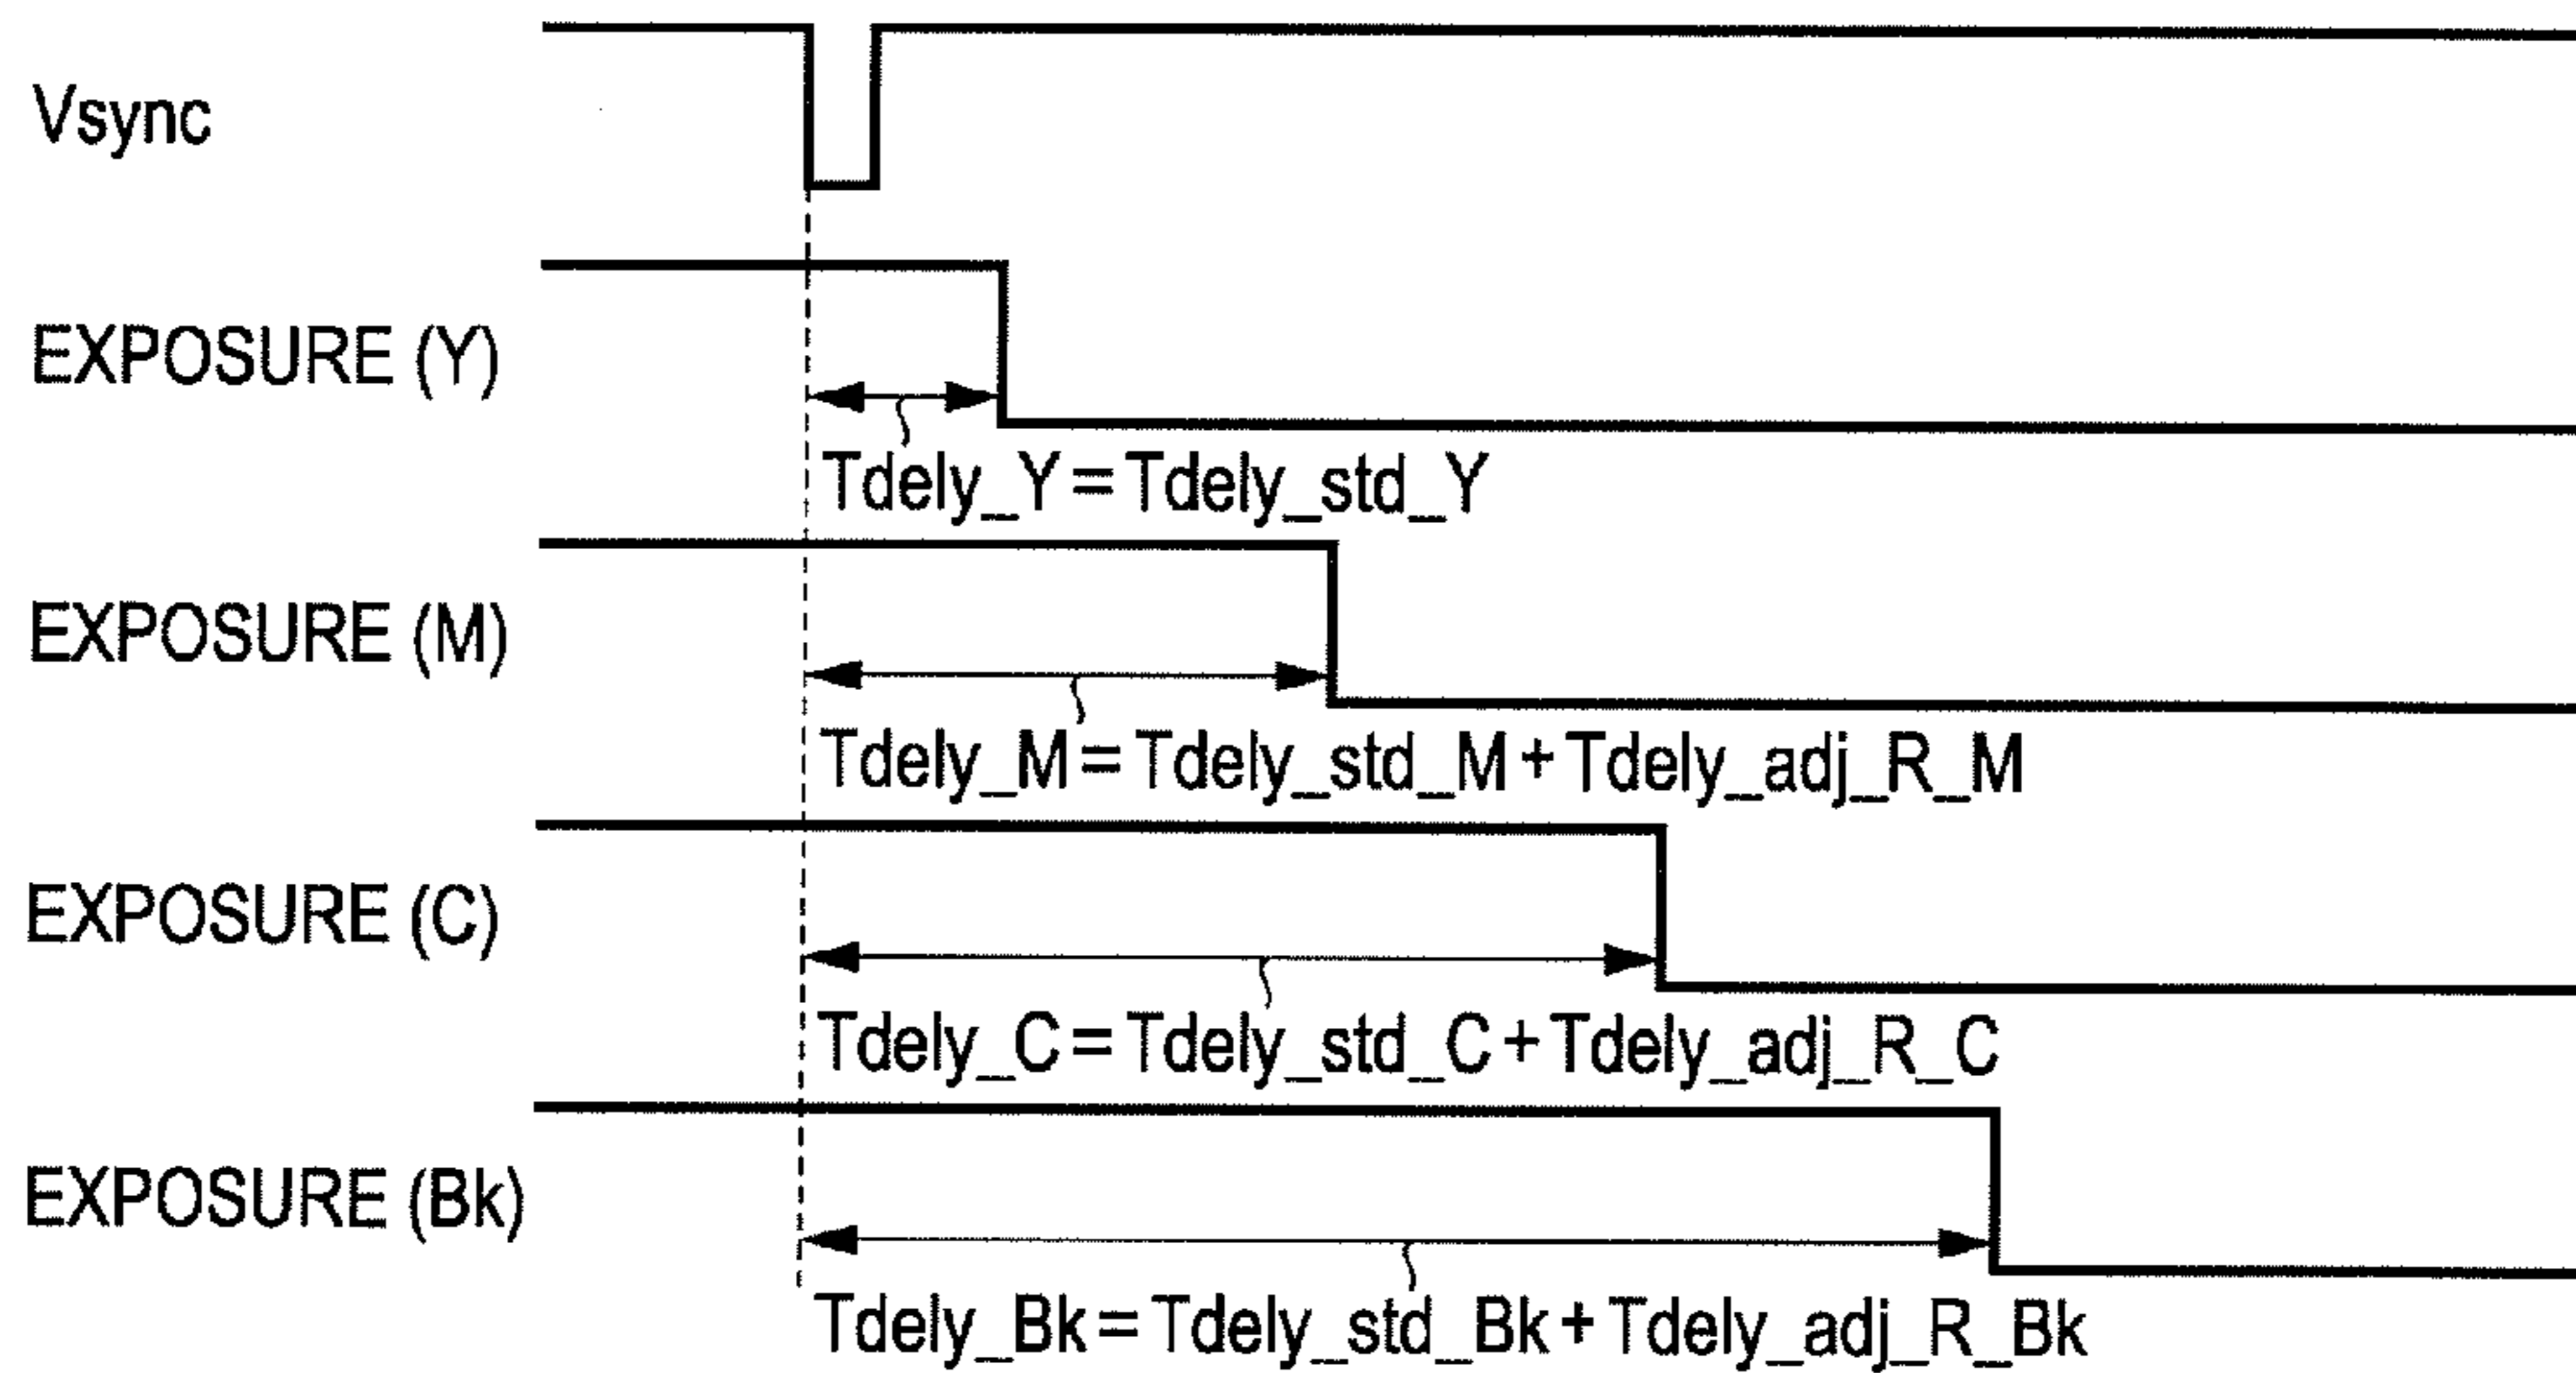 Vsync
EXPOSURE (Y)
Tdely_Y = Tdely_std_Y
EXPOSURE (M)
Tdely_M = Tdely_std_M + Tdely_adj_R_M
EXPOSURE (C)
Tdely_C = Tdely_std_C + Tdely_adj_R_C
EXPOSURE (Bk)
Tdely_Bk = Tdely_std_Bk + Tdely_adj_R_Bk